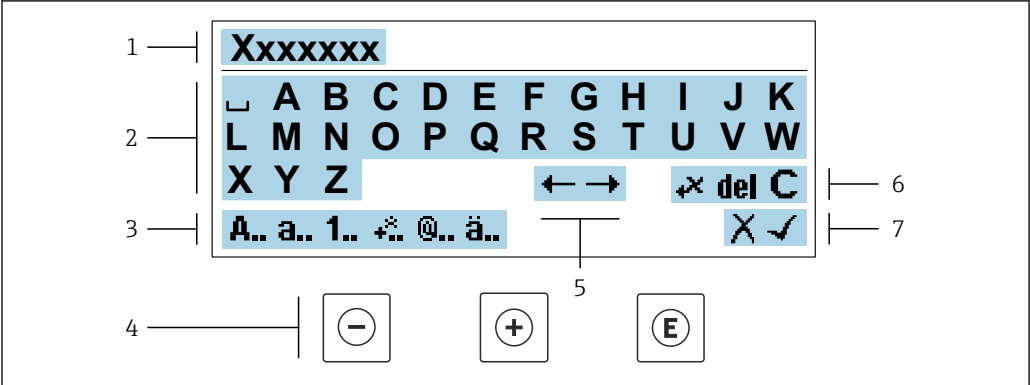 1
Xxxxxxx
2
␣ A B C D E F G H I J K
L M N O P Q R S T U V W
X Y Z ← → +× del C
6
3
A.. a.. 1.. +×.. @.. ä.. X ✓
7
5
4
− + E